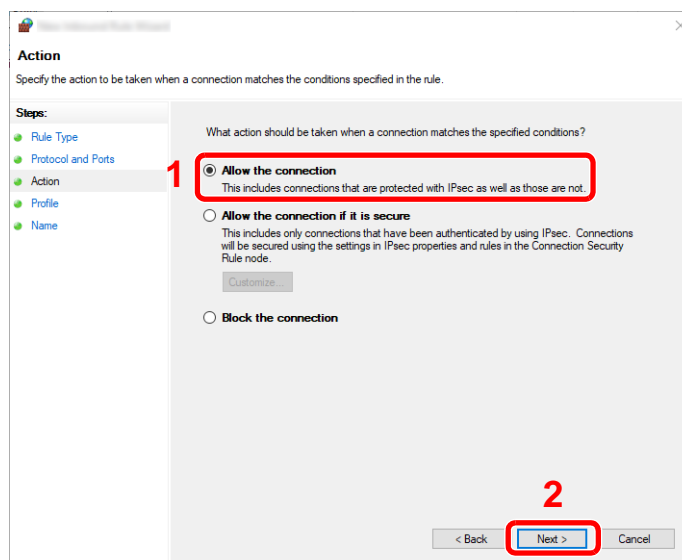 Action
Specify the action to be taken when a connection matches the conditions specified in the rule.
Steps:
Rule Type
Protocol and Ports
Action
Profile
Name
What action should be taken when a connection matches the specified conditions?
1
Allow the connection
This includes connections that are protected with IPsec as well as those are not.
Allow the connection if it is secure
This includes only connections that have been authenticated by using IPsec. Connections
will be secured using the settings in IPsec properties and rules in the Connection Security
Rule node.
Customize...
Block the connection
2
< Back
Next >
Cancel